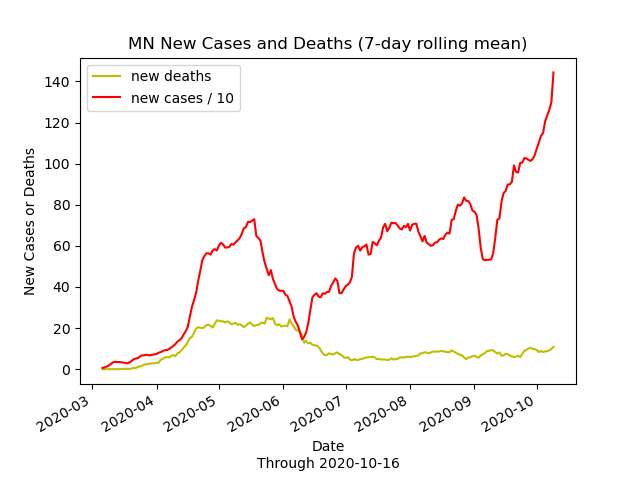 MN New Cases and Deaths (7-day rolling mean)
new deaths
new cases / 10
140
120
100
80
60
40
20
0
New Cases or Deaths
2020-03
2020-04
2020-05
2020-06
2020-07
2020-08
2020-09
2020-10
Date
Through 2020-10-16